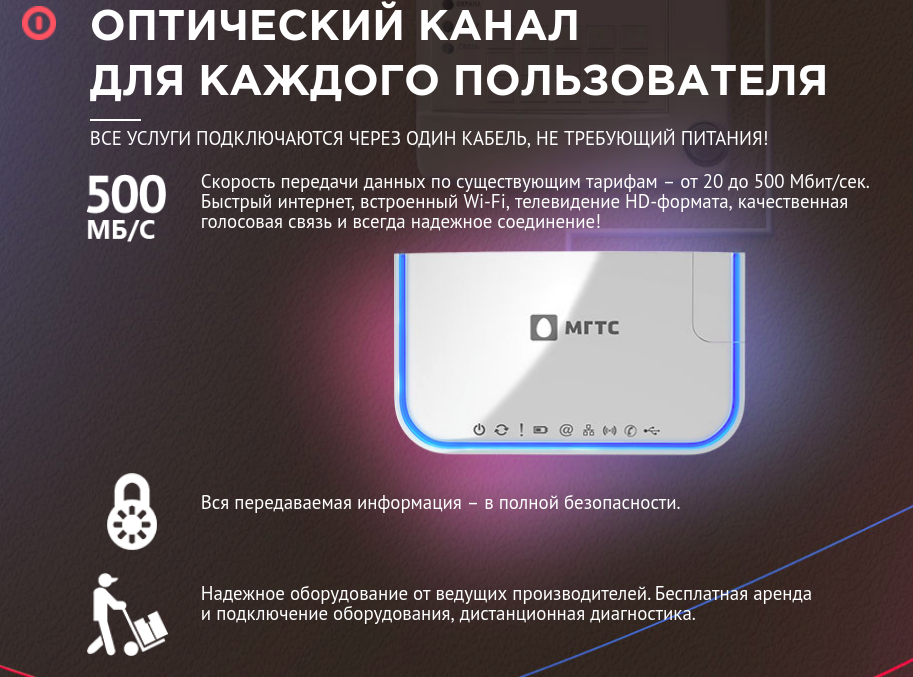 ОПТИЧЕСКИЙ КАНАЛ
ДЛЯ КАЖДОГО ПОЛЬЗОВАТЕЛЯ
ВСЕ УСЛУГИ ПОДКЛЮЧАЮТСЯ ЧЕРЕЗ ОДИН КАБЕЛЬ, НЕ ТРЕБУЮЩИЙ ПИТАНИЯ!
500
МБ/С
Скорость передачи данных по существующим тарифам – от 20 до 500 Мбит/сек.
Быстрый интернет, встроенный Wi-Fi, телевидение HD-формата, качественная
голосовая связь и всегда надежное соединение!
МГТС
Вся передаваемая информация – в полной безопасности.
Надежное оборудование от ведущих производителей. Бесплатная аренда
и подключение оборудования, дистанционная диагностика.